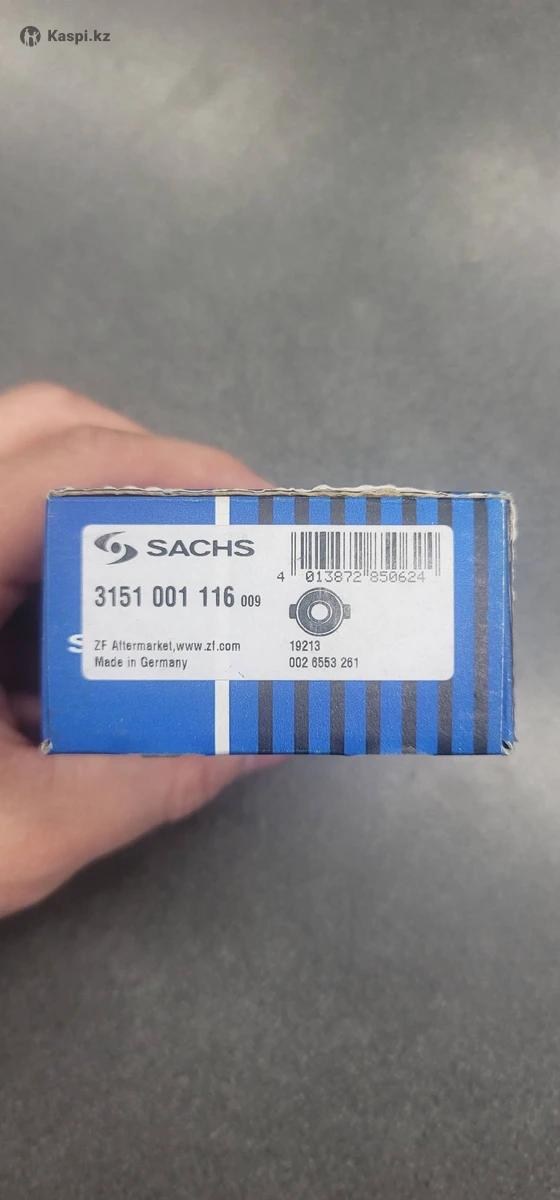 Kaspi.kz
SACHS
3151 001 116 009
ZF Aftermarket,www.zf.com
Made in Germany
4 013872 850624
19213
002 6553 261
S